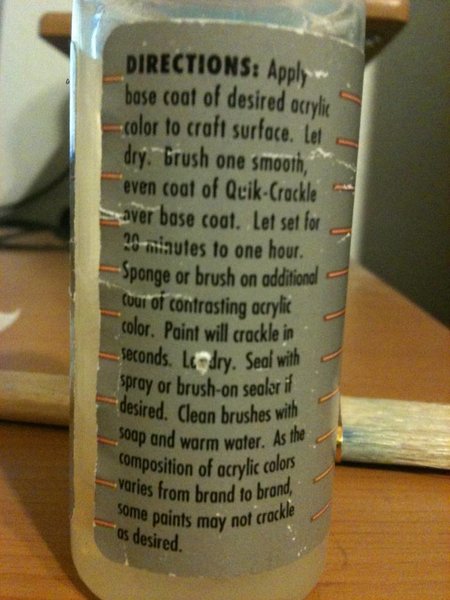 DIRECTIONS: Apply
base coat of desired acrylic
color to craft surface. Let
dry. Brush one smooth,
even coat of Quik-Crackle
over base coat. Let set for
20 minutes to one hour.
Sponge or brush on additional
coat of contrasting acrylic
color. Paint will crackle in
seconds. Let dry. Seal with
spray or brush-on sealer if
desired. Clean brushes with
soap and warm water. As the
composition of acrylic colors
varies from brand to brand,
some paints may not crackle
as desired.